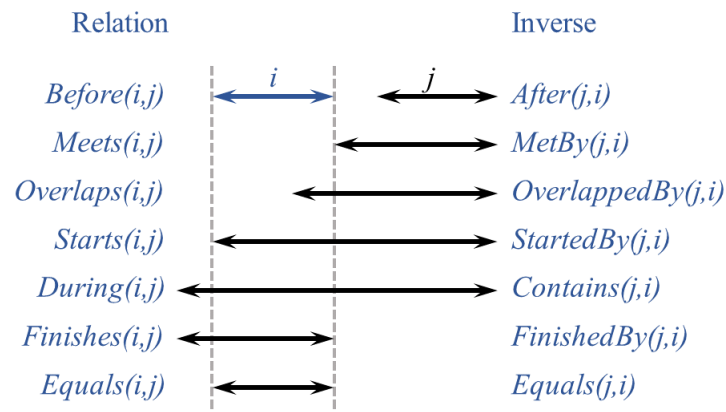 Relation Inverse
Before(i,j) i j After(j,i)
Meets(i,j) MetBy(j,i)
Overlaps(i,j) OverlappedBy(j,i)
Starts(i,j) StartedBy(j,i)
During(i,j) Contains(j,i)
Finishes(i,j) FinishedBy(j,i)
Equals(i,j) Equals(j,i)